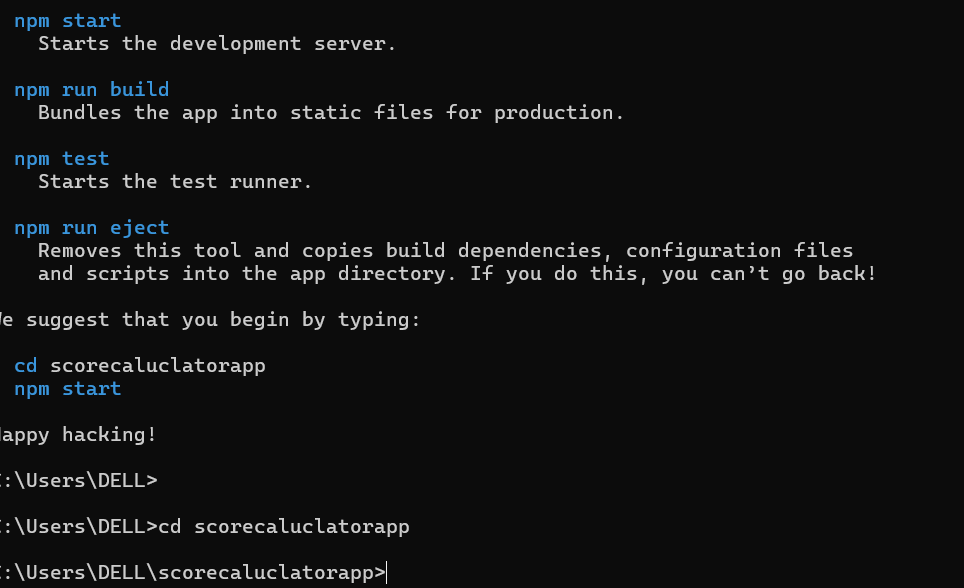 npm start
Starts the development server.
npm run build
Bundles the app into static files for production.
npm test
Starts the test runner.
npm run eject
Removes this tool and copies build dependencies, configuration files
and scripts into the app directory. If you do this, you can’t go back!
We suggest that you begin by typing:
cd scorecaluclatorapp
npm start
Happy hacking!
C:\Users\DELL>
C:\Users\DELL>cd scorecaluclatorapp
C:\Users\DELL\scorecaluclatorapp>